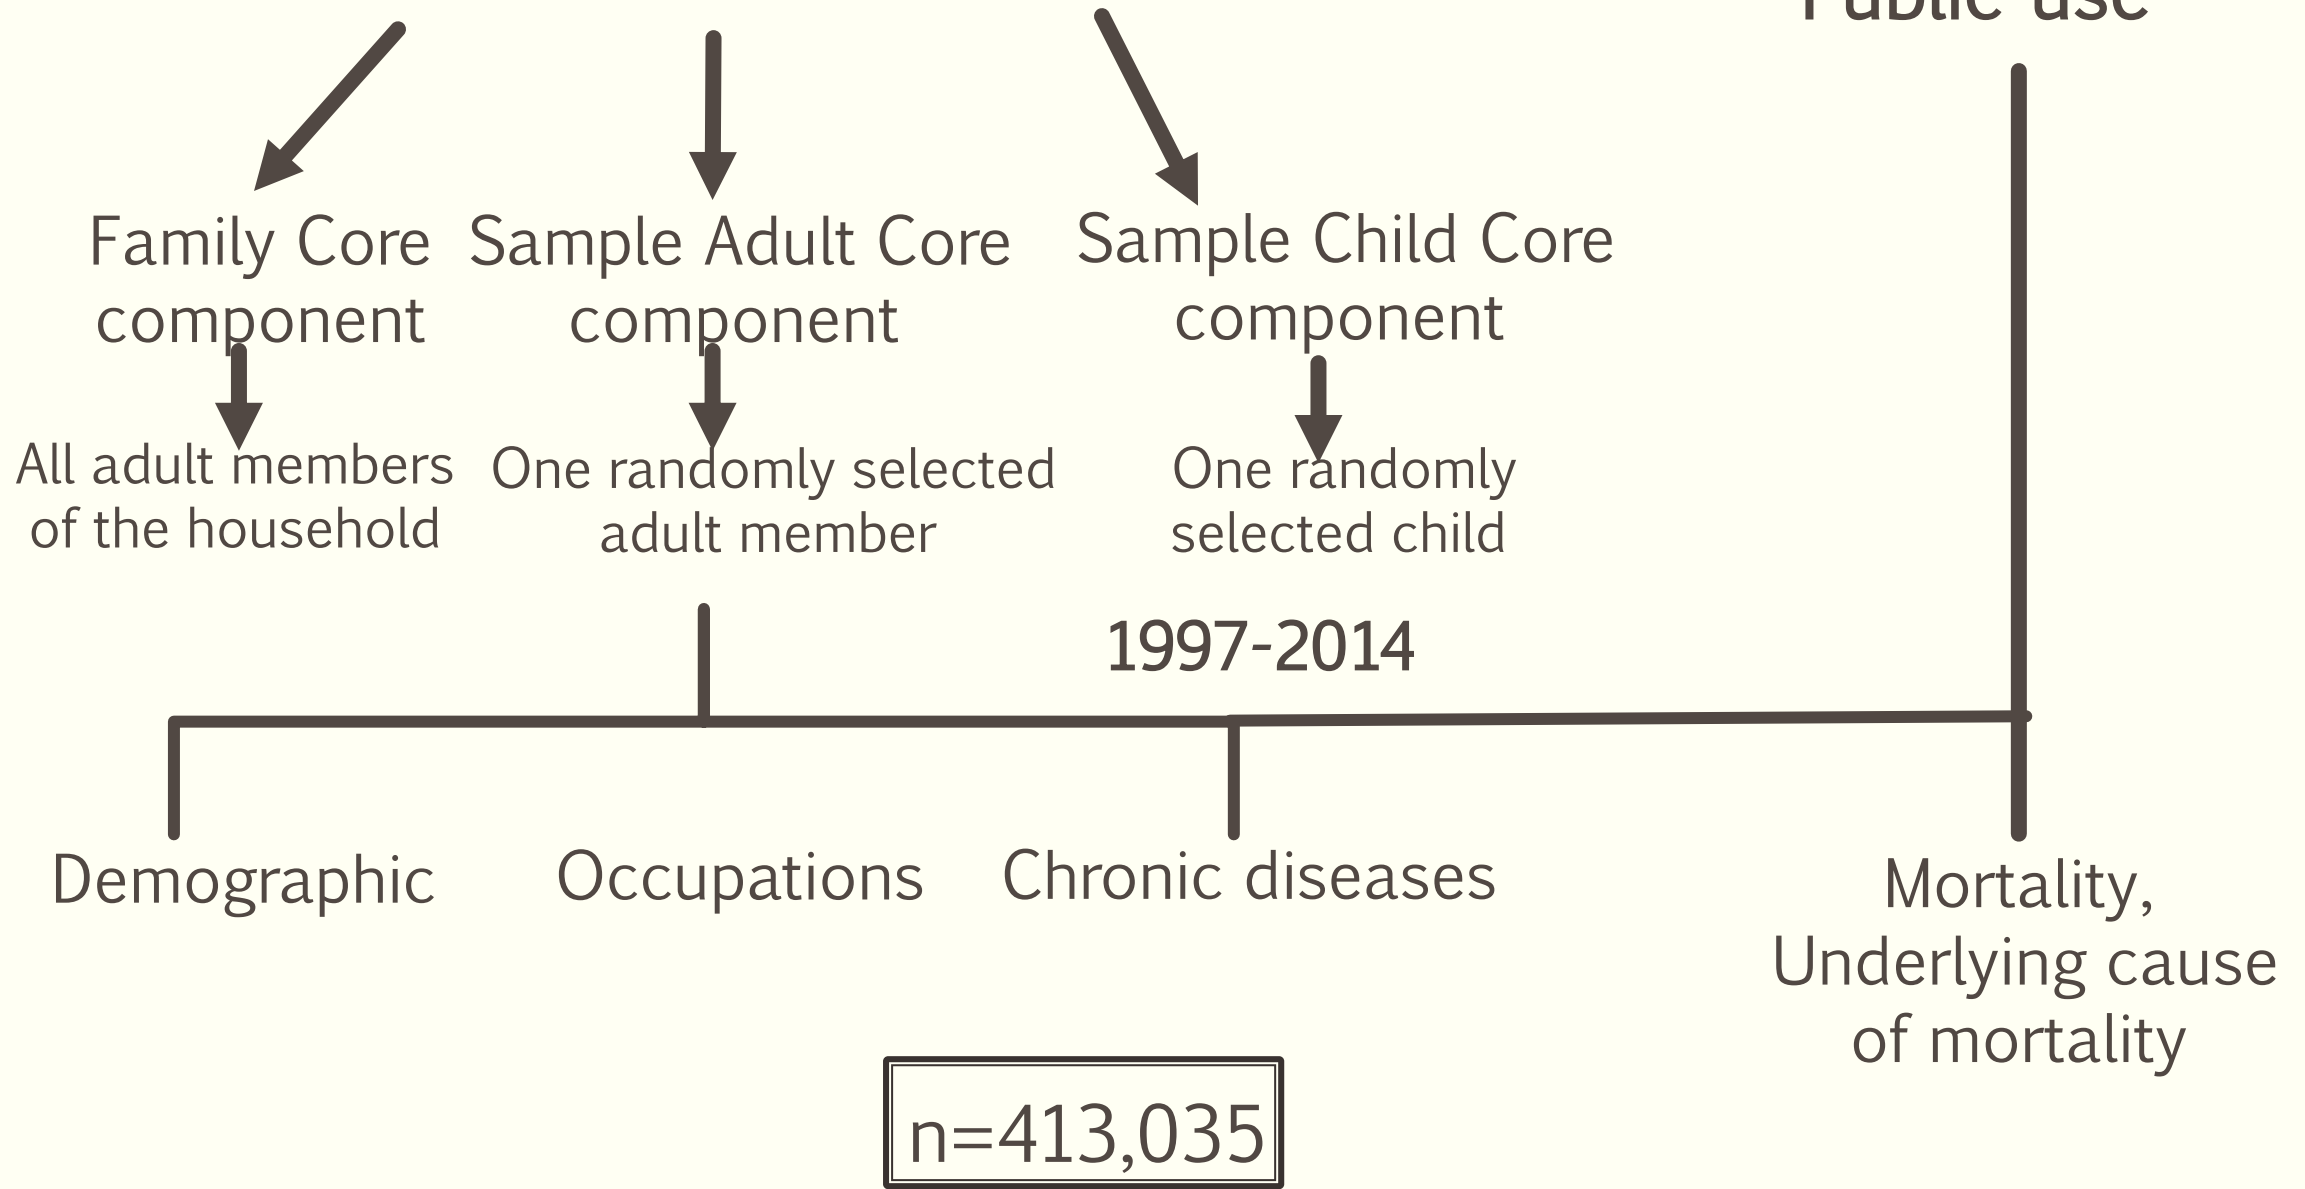 Public use
Family Core
component
Sample Adult Core
component
Sample Child Core
component
All adult members
of the household
One randomly selected
adult member
One randomly
selected child
1997-2014
Demographic
Occupations
Chronic diseases
Mortality,
Underlying cause
of mortality
n=413,035